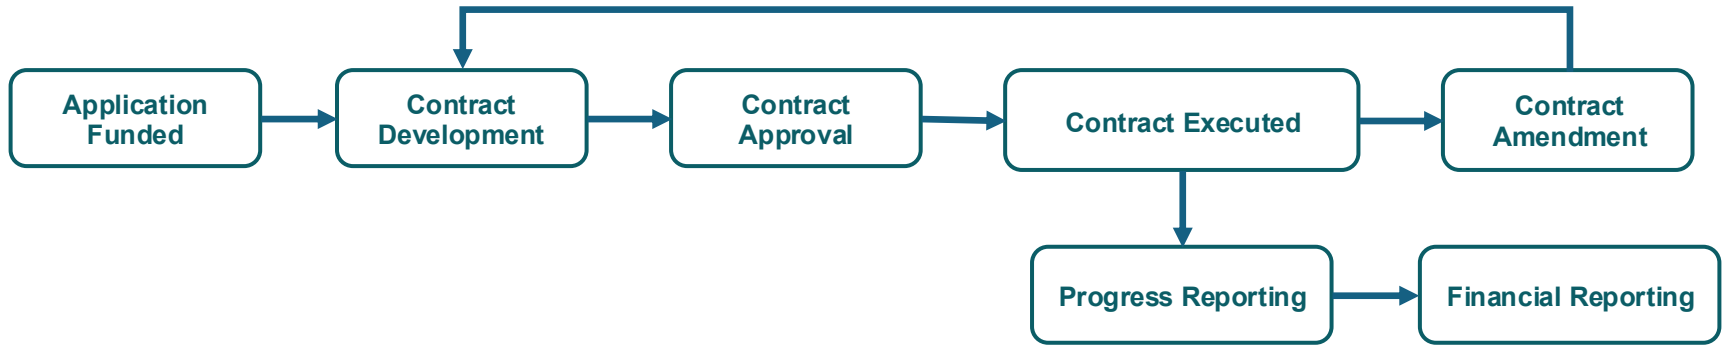 Application
Funded
Contract
Development
Contract
Approval
Contract Executed
Contract
Amendment
Progress Reporting
Financial Reporting